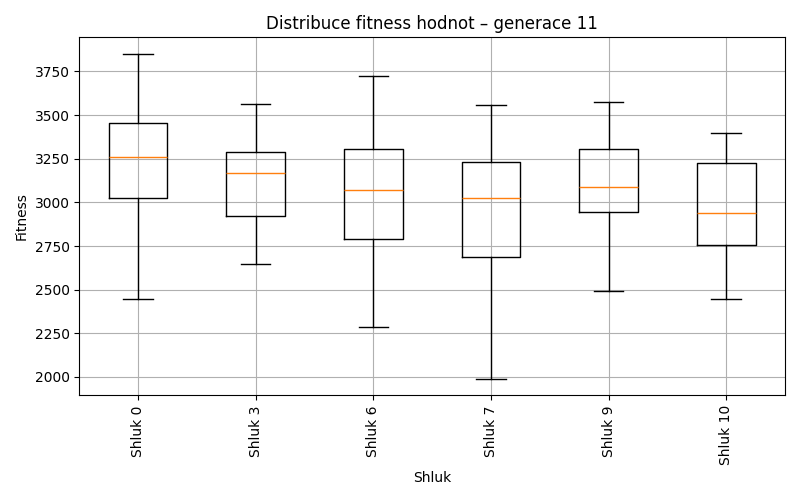 Distribuce fitness hodnot – generace 11
Fitness
3750
3500
3250
3000
2750
2500
2250
2000
Shluk 0
Shluk 3
Shluk 6
Shluk 7
Shluk 9
Shluk 10
Shluk